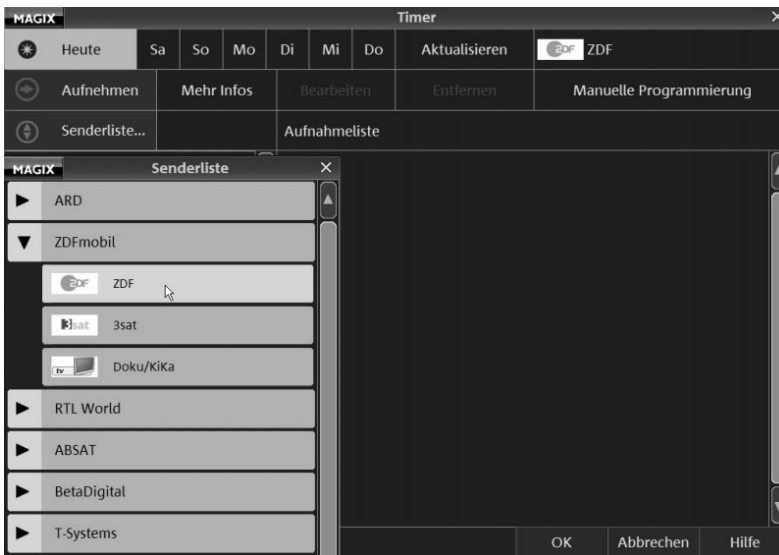 MAGIX Timer
Heute Sa So Mo Di Mi Do Aktualisieren ZDF ZDF
Aufnehmen Mehr Infos Bearbeiten Entfernen Manuelle Programmierung
Senderliste... Aufnahmeliste
MAGIX Senderliste
ARD
ZDFmobil
ZDF ZDF
3sat 3sat
tv Doku/KiKa
RTL World
ABSAT
BetaDigital
T-Systems
OK Abbrechen Hilfe